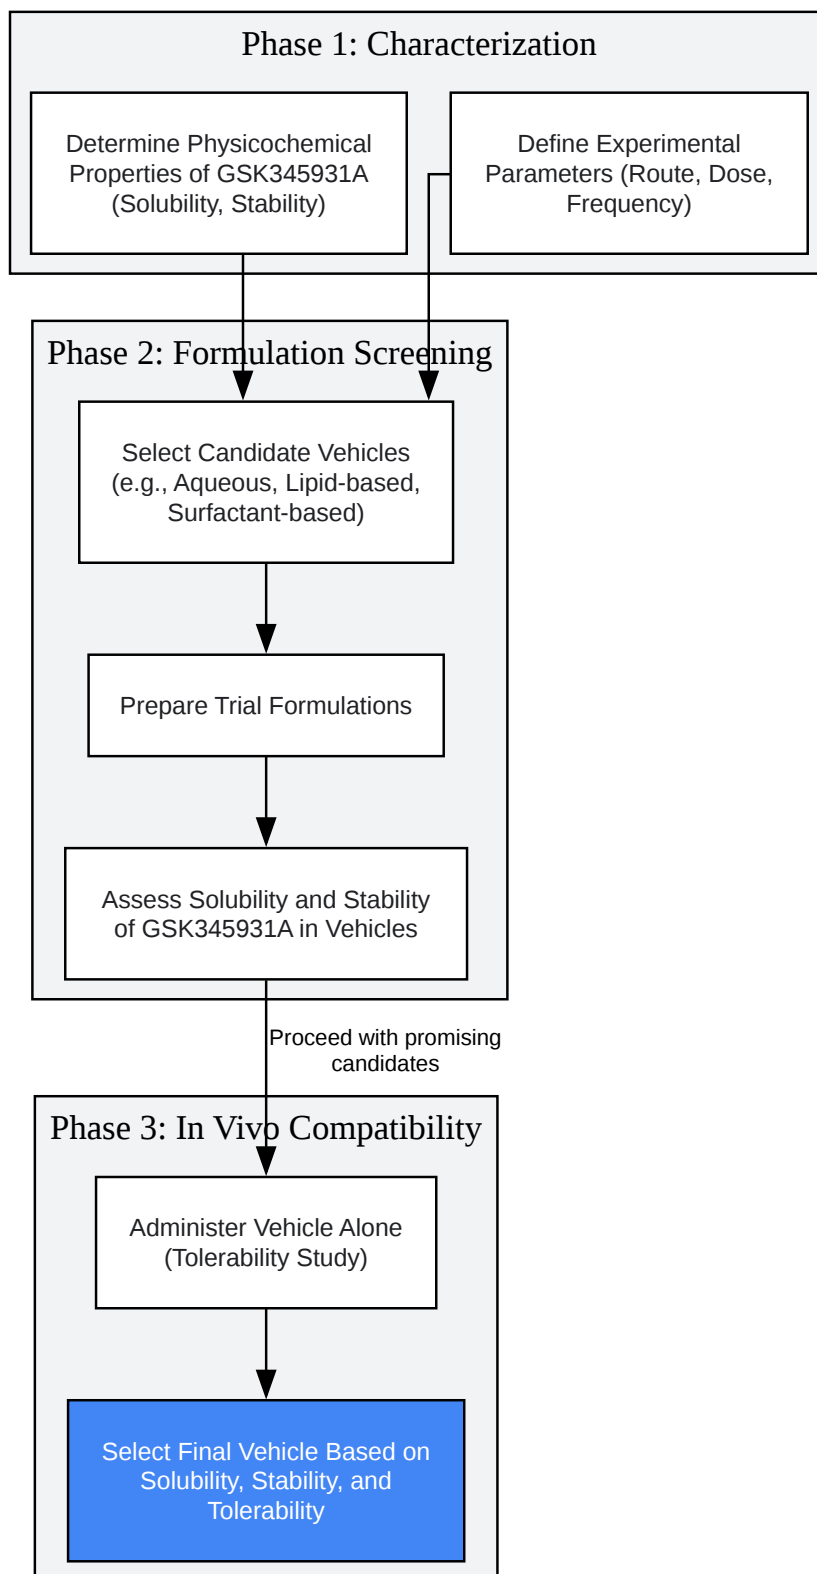 Phase 1: Characterization
Determine Physicochemical
Properties of GSK345931A
(Solubility, Stability)
Define Experimental
Parameters (Route, Dose,
Frequency)
Phase 2: Formulation Screening
Select Candidate Vehicles
(e.g., Aqueous, Lipid-based,
Surfactant-based)
Prepare Trial Formulations
Assess Solubility and Stability
of GSK345931A in Vehicles
Proceed with promising
candidates
Phase 3: In Vivo Compatibility
Administer Vehicle Alone
(Tolerability Study)
Select Final Vehicle Based on
Solubility, Stability, and
Tolerability